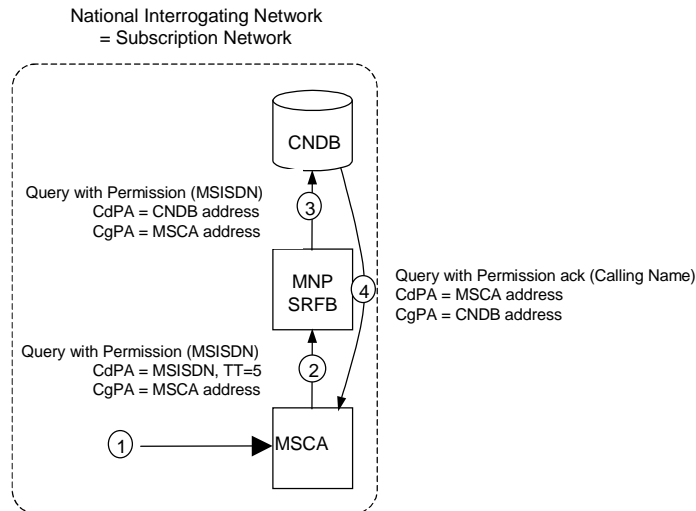 National Interrogating Network
= Subscription Network
CNDB
Query with Permission (MSISDN)
CdPA = CNDB address
CgPA = MSCA address
3
MNP
SRFB
4
Query with Permission ack (Calling Name)
CdPA = MSCA address
CgPA = CNDB address
Query with Permission (MSISDN)
CdPA = MSISDN, TT=5
CgPA = MSCA address
2
1
MSCA